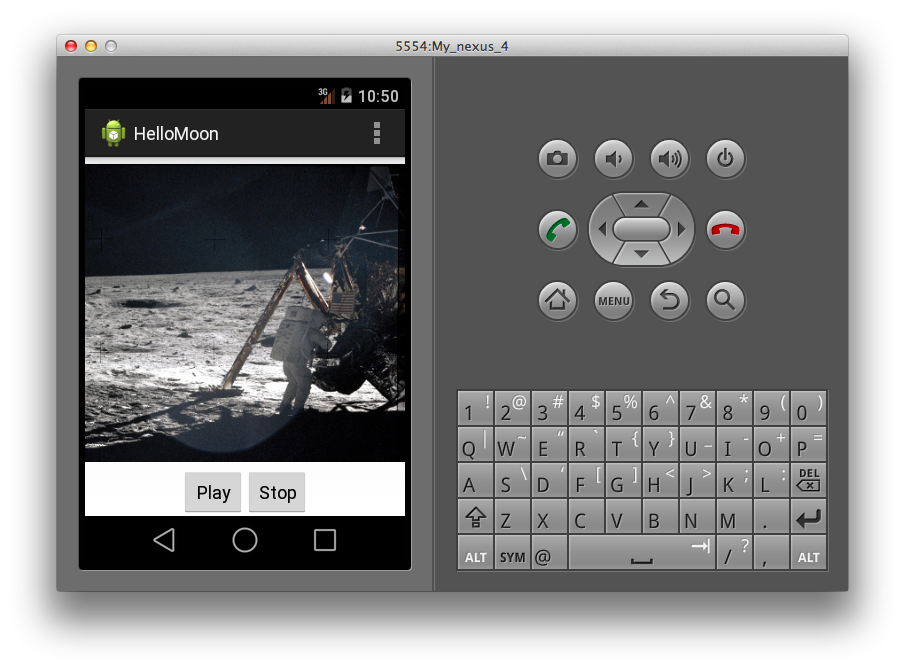 5554:My_nexus_4
3G 10:50
HelloMoon
Play Stop
MENU
1 ! 2 @ 3 # 4 $ 5 % 6 ^ 7 & 8 * 9 ( 0 )
Q | W ~ E “ R ` T { Y } U _ I - O + P =
A S \ D ‘ F [ G ] H < J > K ; L : DEL
Z X C V B N M .
ALT SYM @ / ? , ALT